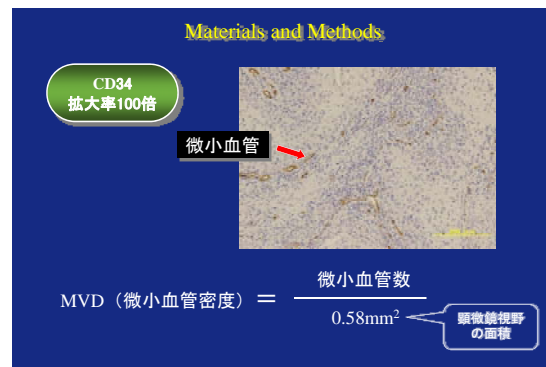 Materials and Methods
CD34
拡大率100倍
微小血管
微小血管数
MVD（微小血管密度）＝
0.58mm²
顕微鏡視野
の面積